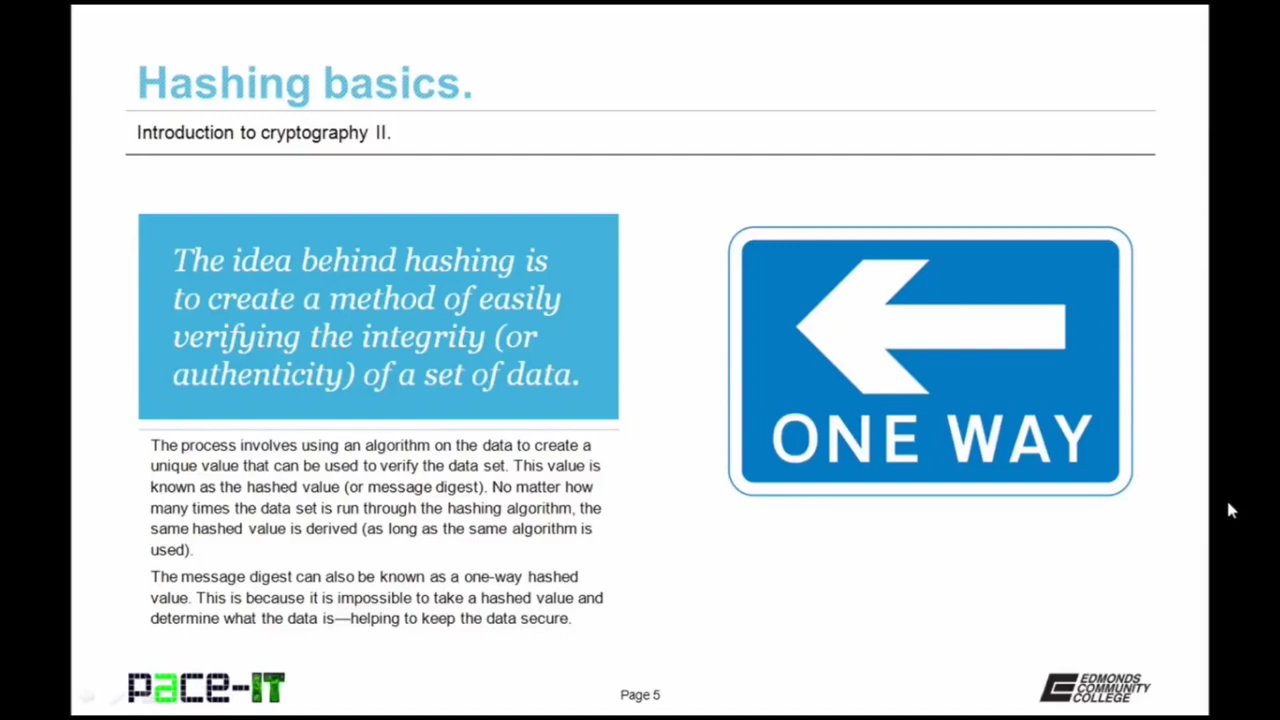 Hashing basics.
Introduction to cryptography II.
The idea behind hashing is
to create a method of easily
verifying the integrity (or
authenticity) of a set of data.
The process involves using an algorithm on the data to create a
unique value that can be used to verify the data set. This value is
known as the hashed value (or message digest). No matter how
many times the data set is run through the hashing algorithm, the
same hashed value is derived (as long as the same algorithm is
used).
The message digest can also be known as a one-way hashed
value. This is because it is impossible to take a hashed value and
determine what the data is—helping to keep the data secure.
ONE WAY
pace-IT
Page 5
EDMONDS
COMMUNITY
COLLEGE